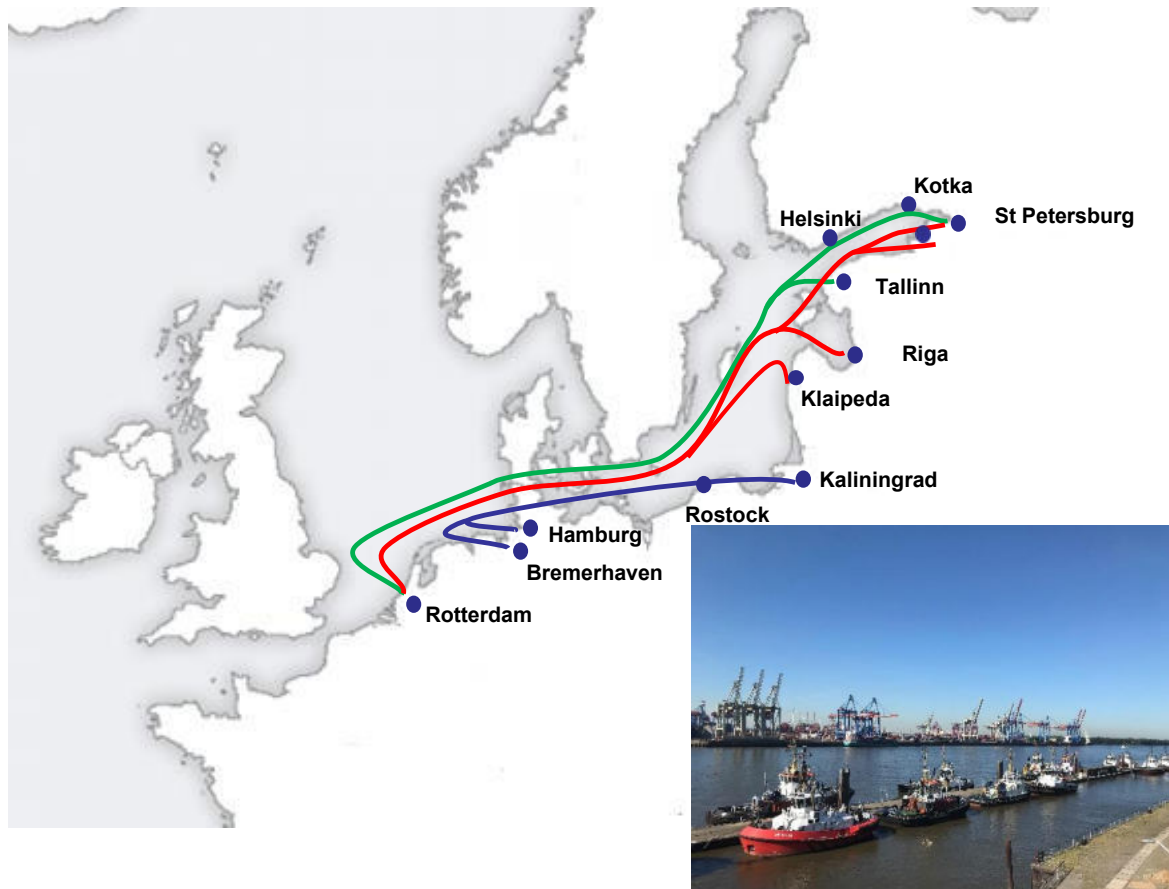 Kotka
St Petersburg
Helsinki
Tallinn
Riga
Klaipeda
Kaliningrad
Rostock
Hamburg
Bremerhaven
Rotterdam